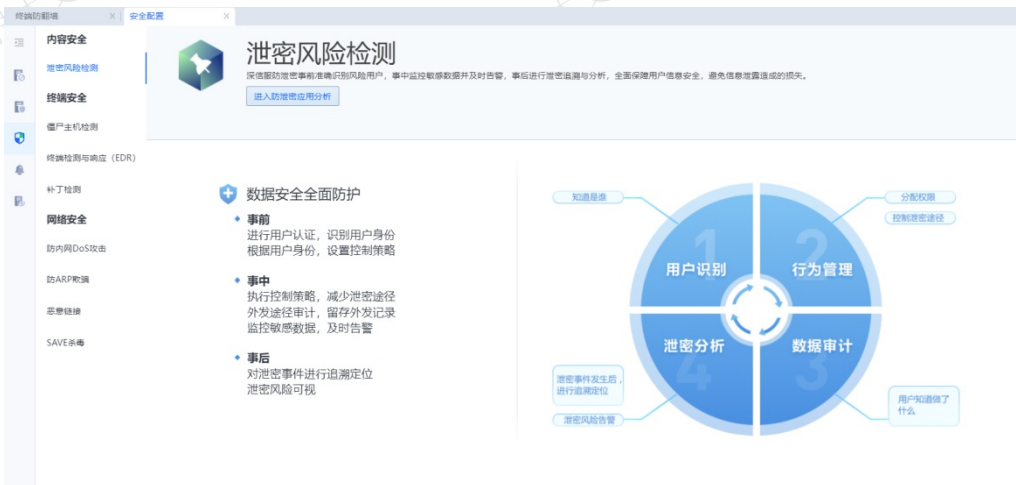 终端防翻墙
安全配置
内容安全
泄密风险检测
终端安全
僵尸主机检测
终端检测与响应（EDR）
补丁检测
网络安全
防内网DoS攻击
防ARP欺骗
恶意链接
SAVE杀毒
泄密风险检测
深信服防泄密事前准确识别风险用户，事中监控敏感数据并及时告警，事后进行泄密追溯与分析，全面保障用户信息安全，避免信息泄露造成的损失。
进入防泄密应用分析
数据安全全面防护
事前
进行用户认证，识别用户身份
根据用户身份，设置控制策略
事中
执行控制策略，减少泄密途径
外发途径审计，留存外发记录
监控敏感数据，及时告警
事后
对泄密事件进行追溯定位
泄密风险可视
知道是谁
分配权限
控制泄密途径
1
用户识别
2
行为管理
泄密分析
4
数据审计
3
泄密事件发生后，
进行追溯定位
泄密风险告警
用户知道做了
什么